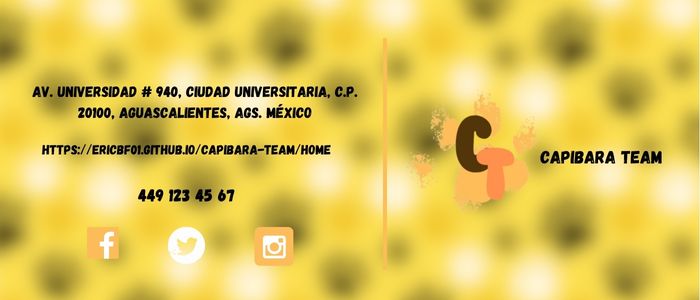 AV. UNIVERSIDAD # 940, CIUDAD UNIVERSITARIA, C.P.
20100, AGUASCALIENTES, AGS. MÉXICO
HTTPS://ERICBF01.GITHUB.IO/CAPIBARA-TEAM/HOME
449 123 45 67
CT
CAPIBARA TEAM